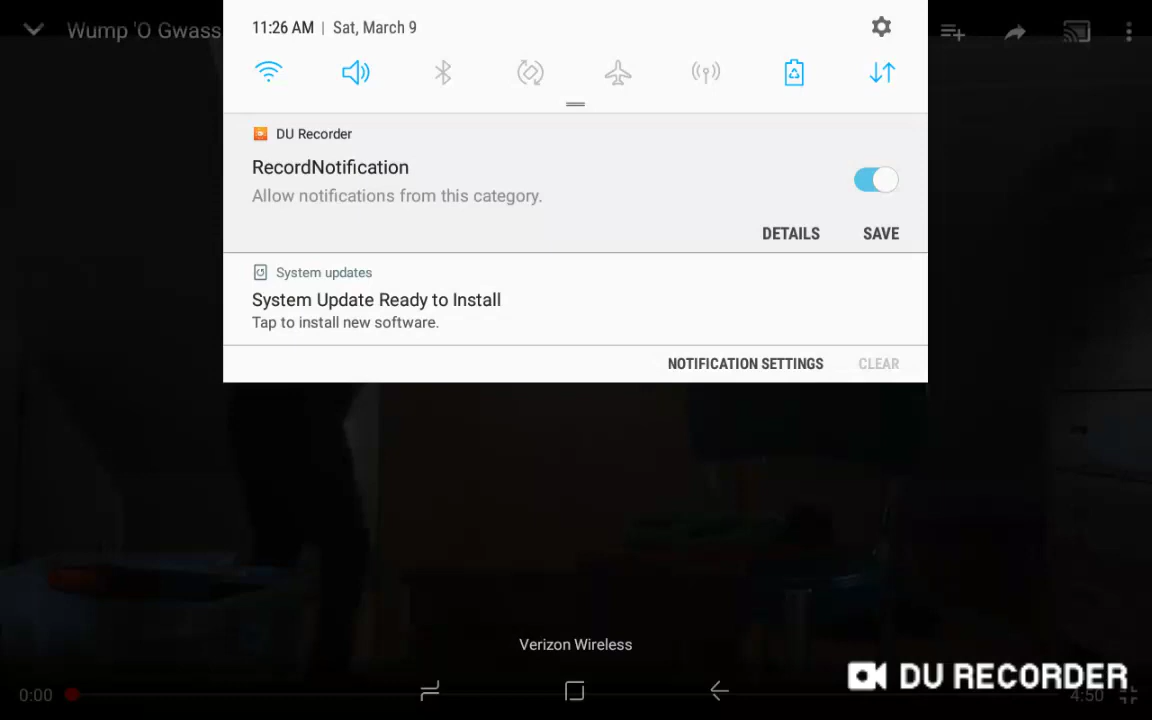 Wump 'O Gwass
11:26 AM | Sat, March 9
DU Recorder
RecordNotification
Allow notifications from this category.
DETAILS SAVE
System updates
System Update Ready to Install
Tap to install new software.
NOTIFICATION SETTINGS CLEAR
Verizon Wireless
DU RECORDER
0:00 4:50